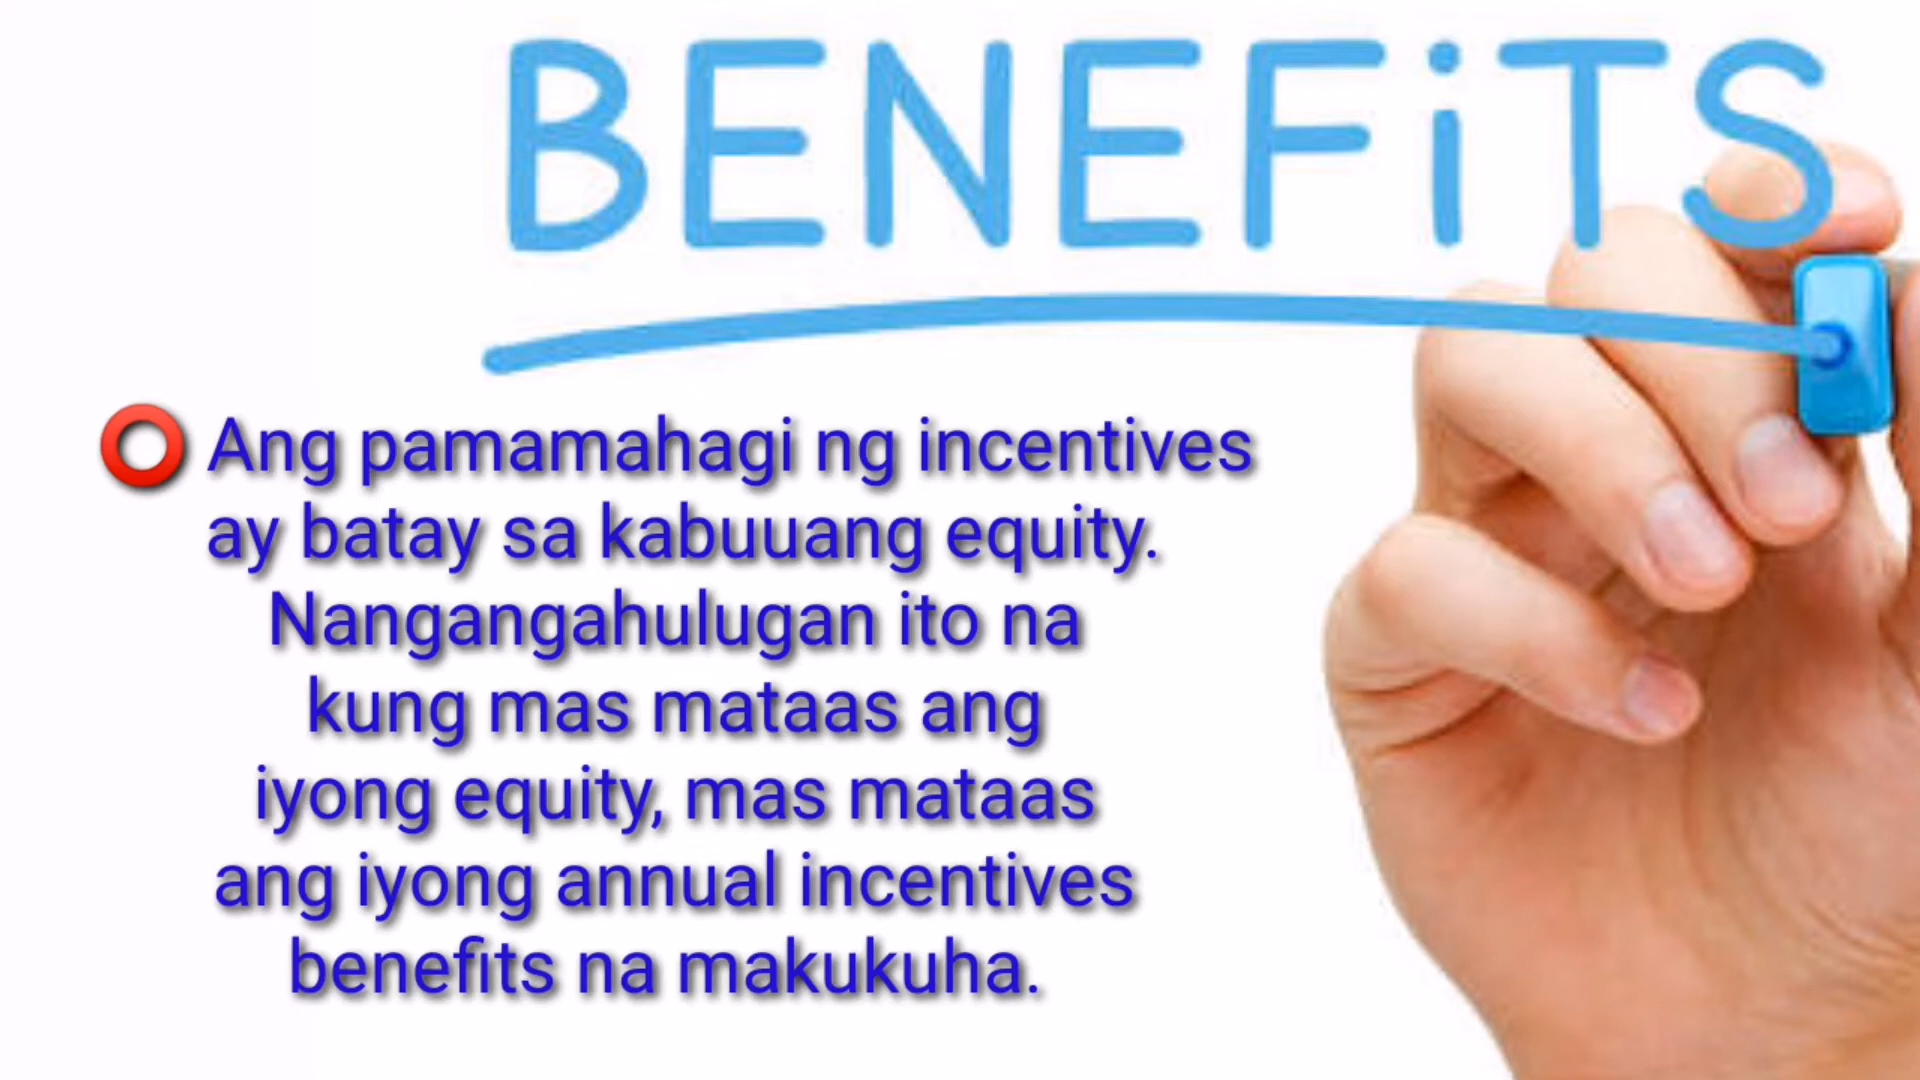 BENEFiTS
Ang pamamahagi ng incentives
ay batay sa kabuuang equity.
Nangangahulugan ito na
kung mas mataas ang
iyong equity, mas mataas
ang iyong annual incentives
benefits na makukuha.